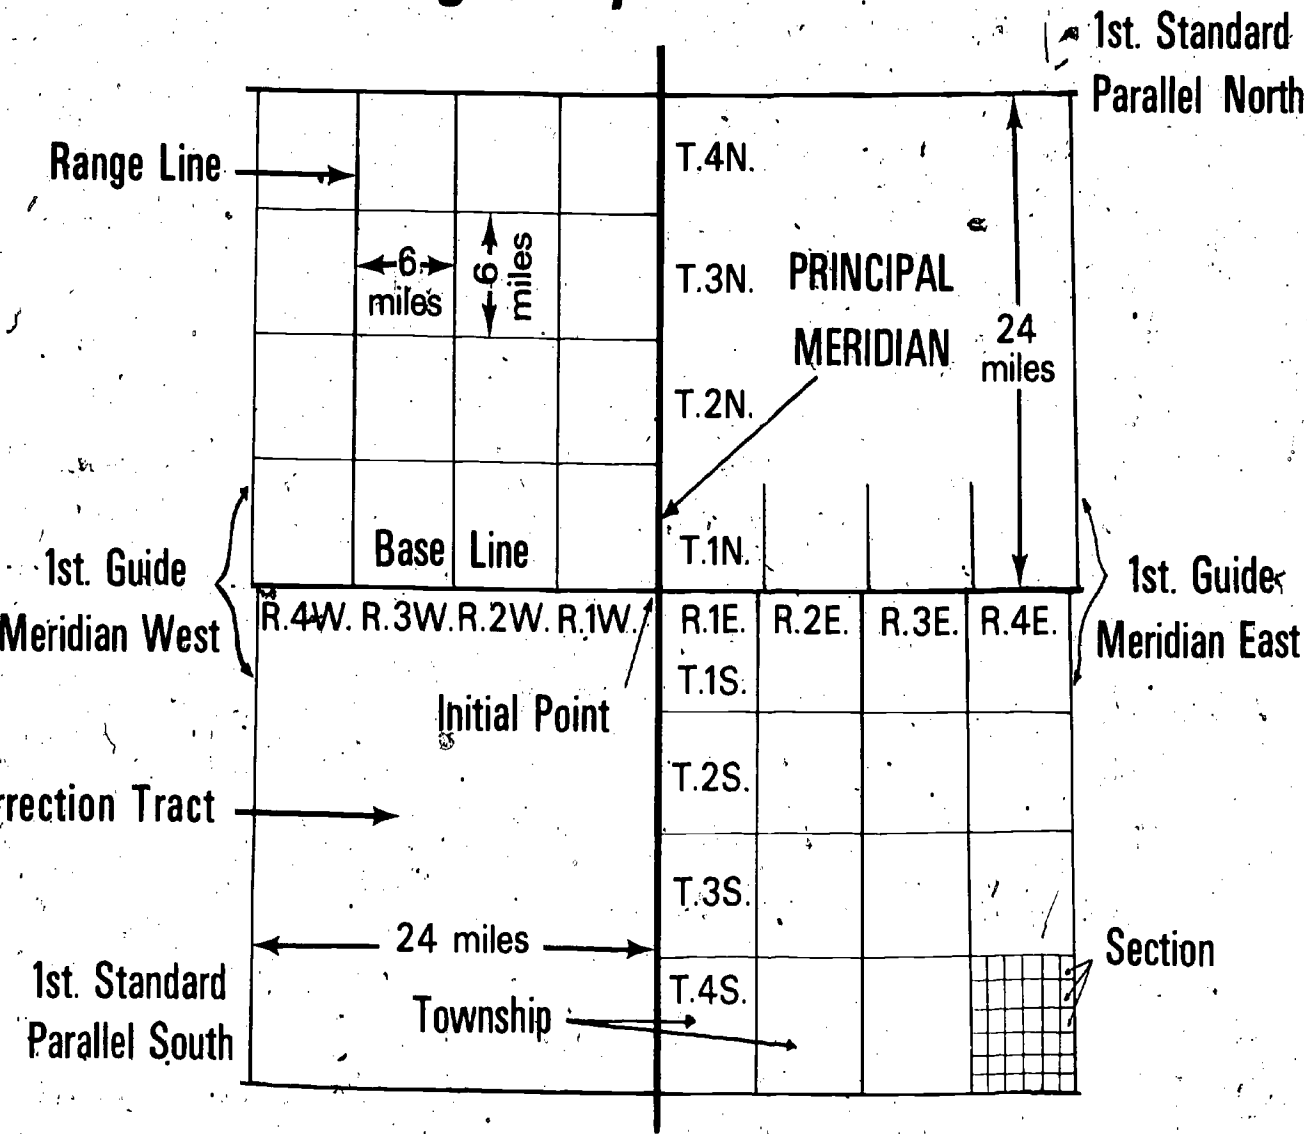 1st. Standard
Parallel North
Range Line
T.4N.
6
miles
6
miles
T.3N.
PRINCIPAL
MERIDIAN
24
miles
T.2N.
Base Line
T.1N.
1st. Guide
Meridian West
1st. Guide
Meridian East
R.4W. R.3W. R.2W. R.1W. R.1E. R.2E. R.3E. R.4E.
T.1S.
Initial Point
T.2S.
rrection Tract
T.3S.
24 miles
Section
1st. Standard
Parallel South
T.4S.
Township